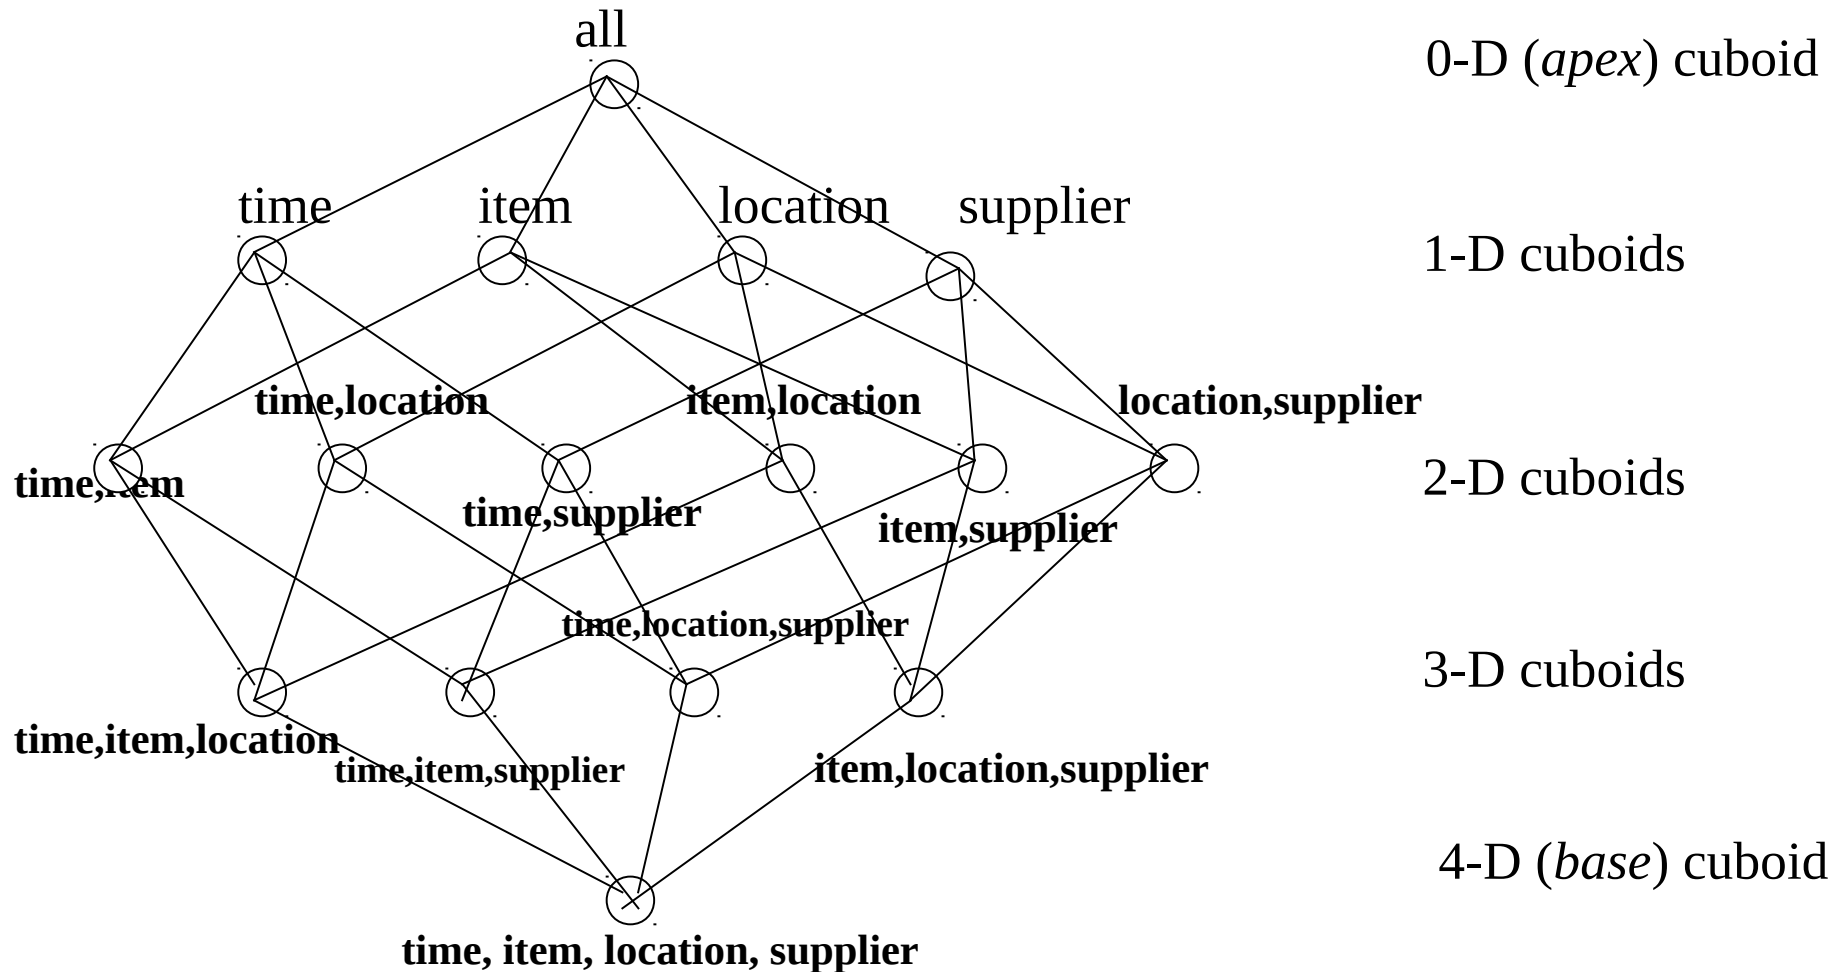 all
0-D (apex) cuboid
time
item
location
supplier
1-D cuboids
time,location
item,location
location,supplier
time,item
time,supplier
item,supplier
2-D cuboids
time,location,supplier
3-D cuboids
time,item,location
time,item,supplier
item,location,supplier
4-D (base) cuboid
time, item, location, supplier